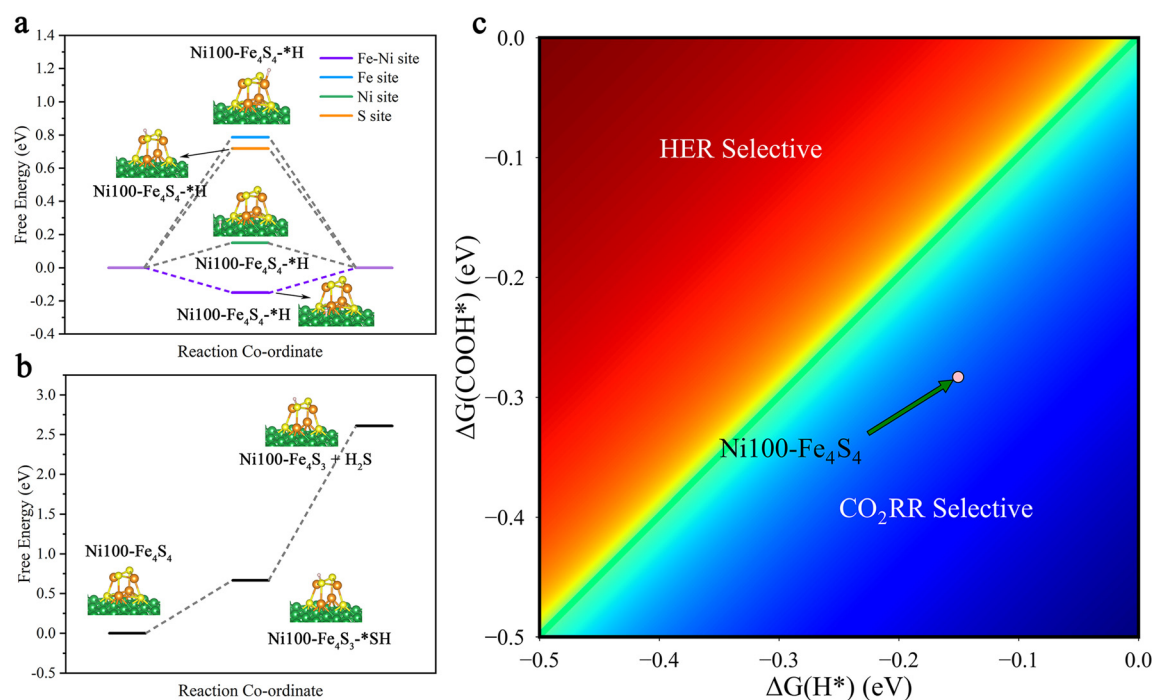 a
1.4
1.2
1.0
0.8
0.6
0.4
0.2
0.0
-0.2
-0.4
Free Energy (eV)
Reaction Co-ordinate
Ni100-Fe₄S₄-*H
Fe-Ni site
Fe site
Ni site
S site
Ni100-Fe₄S₄-*H
Ni100-Fe₄S₄-*H
Ni100-Fe₄S₄-*H
b
3.0
2.5
2.0
1.5
1.0
0.5
0.0
-0.5
Free Energy (eV)
Reaction Co-ordinate
Ni100-Fe₄S₃ + H₂S
Ni100-Fe₄S₄
Ni100-Fe₄S₃-*SH
c
0.0
−0.1
−0.2
−0.3
−0.4
−0.5
ΔG(COOH*) (eV)
HER Selective
Ni100-Fe₄S₄
CO₂RR Selective
−0.5
−0.4
−0.3
−0.2
−0.1
0.0
ΔG(H*) (eV)